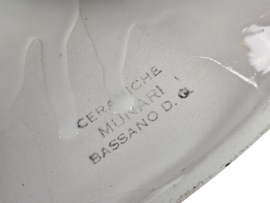 CERAMICHE
MUNARI
BASSANO D. G.